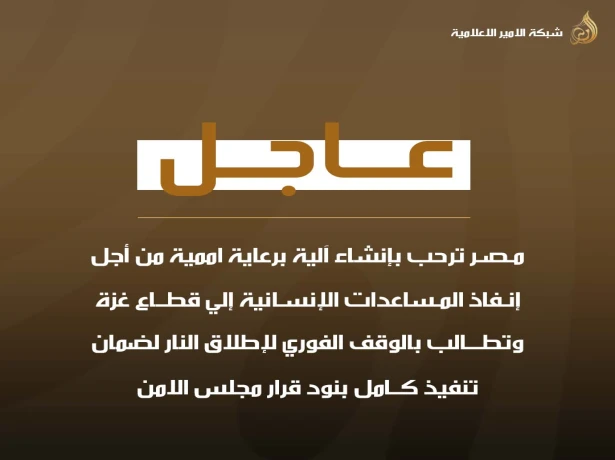 شبكة الامير الاعلامية
عاجل
مصر ترحب بإنشاء آلية برعاية اممية من أجل
إنفاذ المساعدات الإنسانية إلي قطاع غزة
وتطالب بالوقف الفوري لإطلاق النار لضمان
تنفيذ كامل بنود قرار مجلس الامن